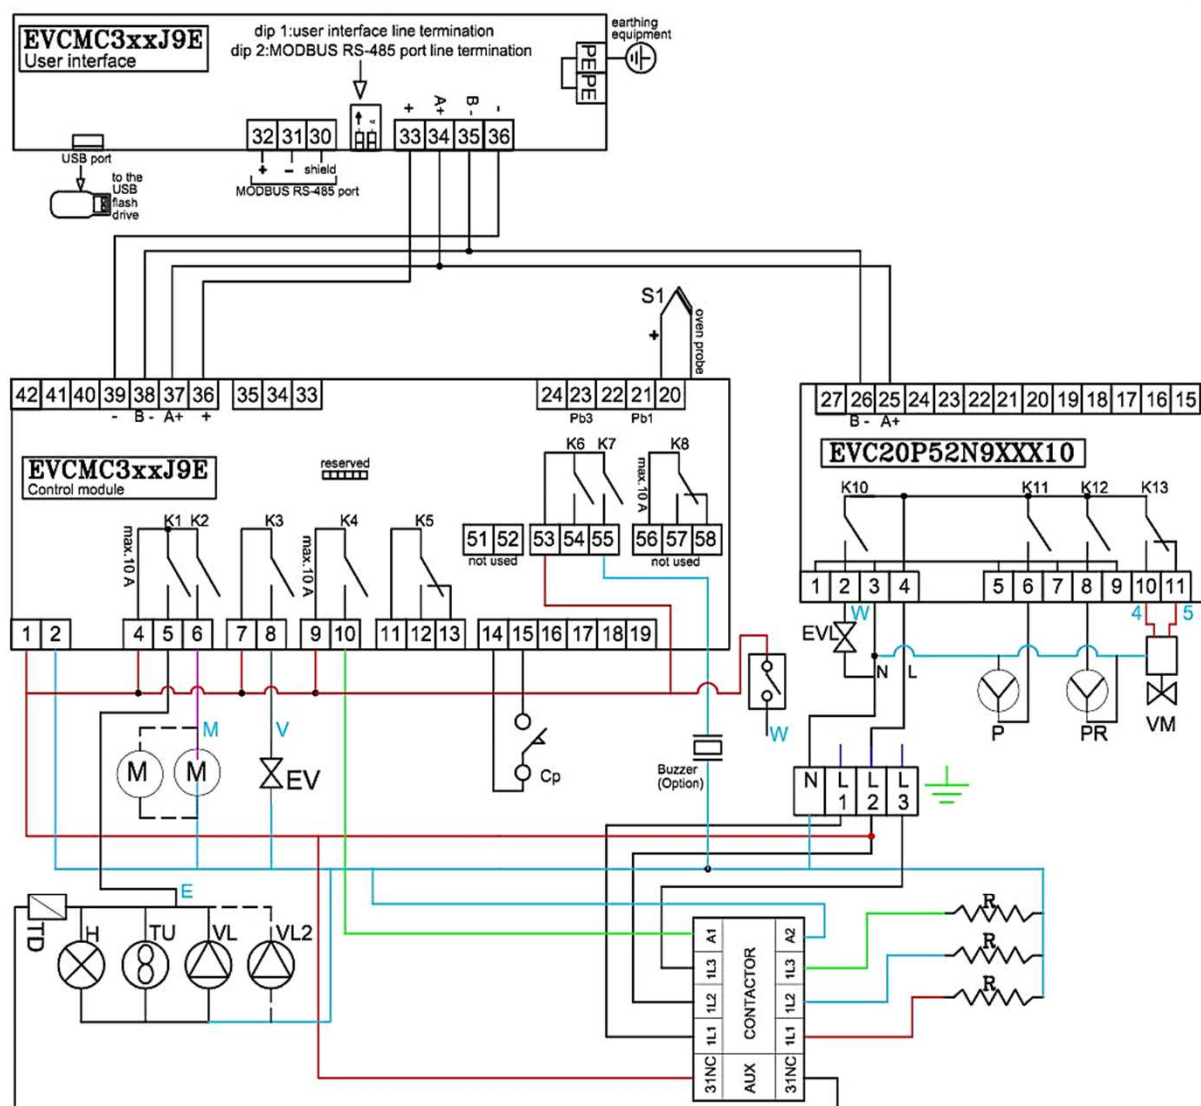 EVCMC3xxJ9E
User interface
dip 1:user interface line termination
dip 2:MODBUS RS-485 port line termination
earthing
equipment
PE
PE
+ A+ B- -
32 31 30
33 34 35 36
USB port
+ - shield
MODBUS RS-485 port
to the
USB
flash
drive
S1
+
oven probe
42 41 40 39 38 37 36
35 34 33
24 23 22 21 20
- B - A+ +
Pb3 Pb1
27 26 25 24 23 22 21 20 19 18 17 16 15
B - A+
EVCMC3xxJ9E
Control module
reserved
EVC20P52N9XXX10
K6 K7
K8
max.10 A
K10 K11 K12 K13
K1 K2
max.10 A
K3
K4
max.10 A
K5
51 52
not used
53 54 55
56 57 58
not used
1 2 3 4
5 6 7 8 9 10 11
1 2
4 5 6
7 8
9 10
11 12 13
14 15 16 17 18 19
W
4 5
EVL
N L
P
PR
VM
M
V
W
M M
EV
Cp
Buzzer
(Option)
N
L1
L2
L3
E
TD
H TU VL VL2
A1
1L3
1L2
1L1
31NC
CONTACTOR
AUX
A2
1L3
1L2
1L1
31NC
R
R
R